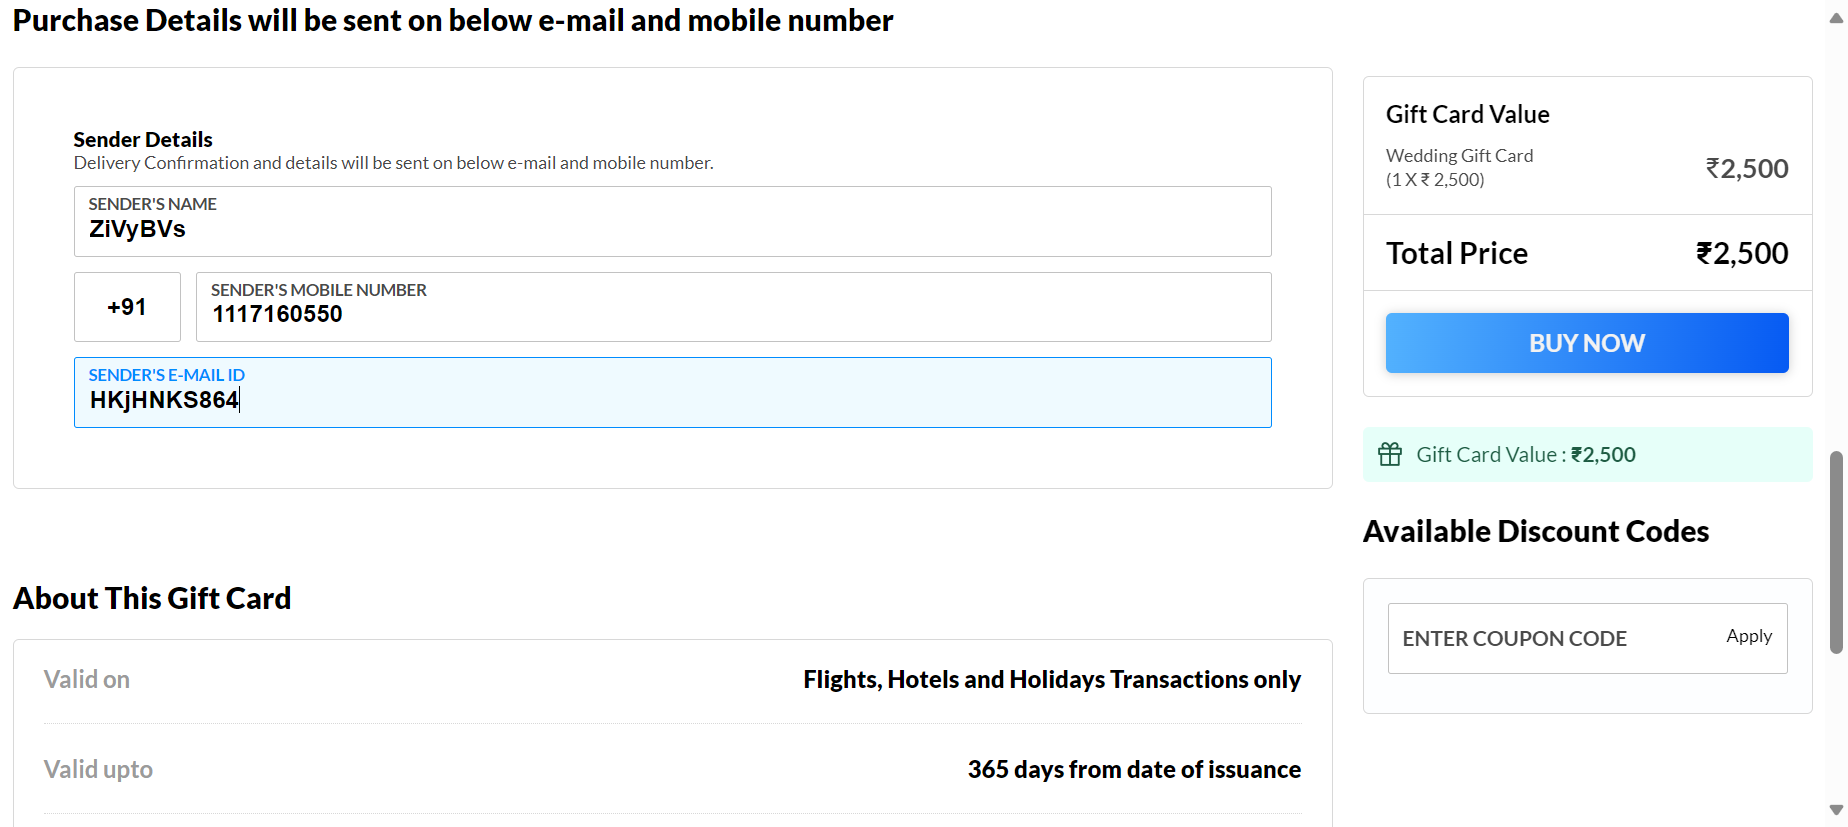 Purchase Details will be sent on below e-mail and mobile number
Sender Details
Delivery Confirmation and details will be sent on below e-mail and mobile number.
SENDER'S NAME
ZiVyBVs
+91
SENDER'S MOBILE NUMBER
1117160550
SENDER'S E-MAIL ID
HKjHNKS864
About This Gift Card
Valid on
Flights, Hotels and Holidays Transactions only
Valid upto
365 days from date of issuance
Gift Card Value
Wedding Gift Card
(1 X ₹ 2,500)
₹2,500
Total Price
₹2,500
BUY NOW
Gift Card Value : ₹2,500
Available Discount Codes
ENTER COUPON CODE
Apply